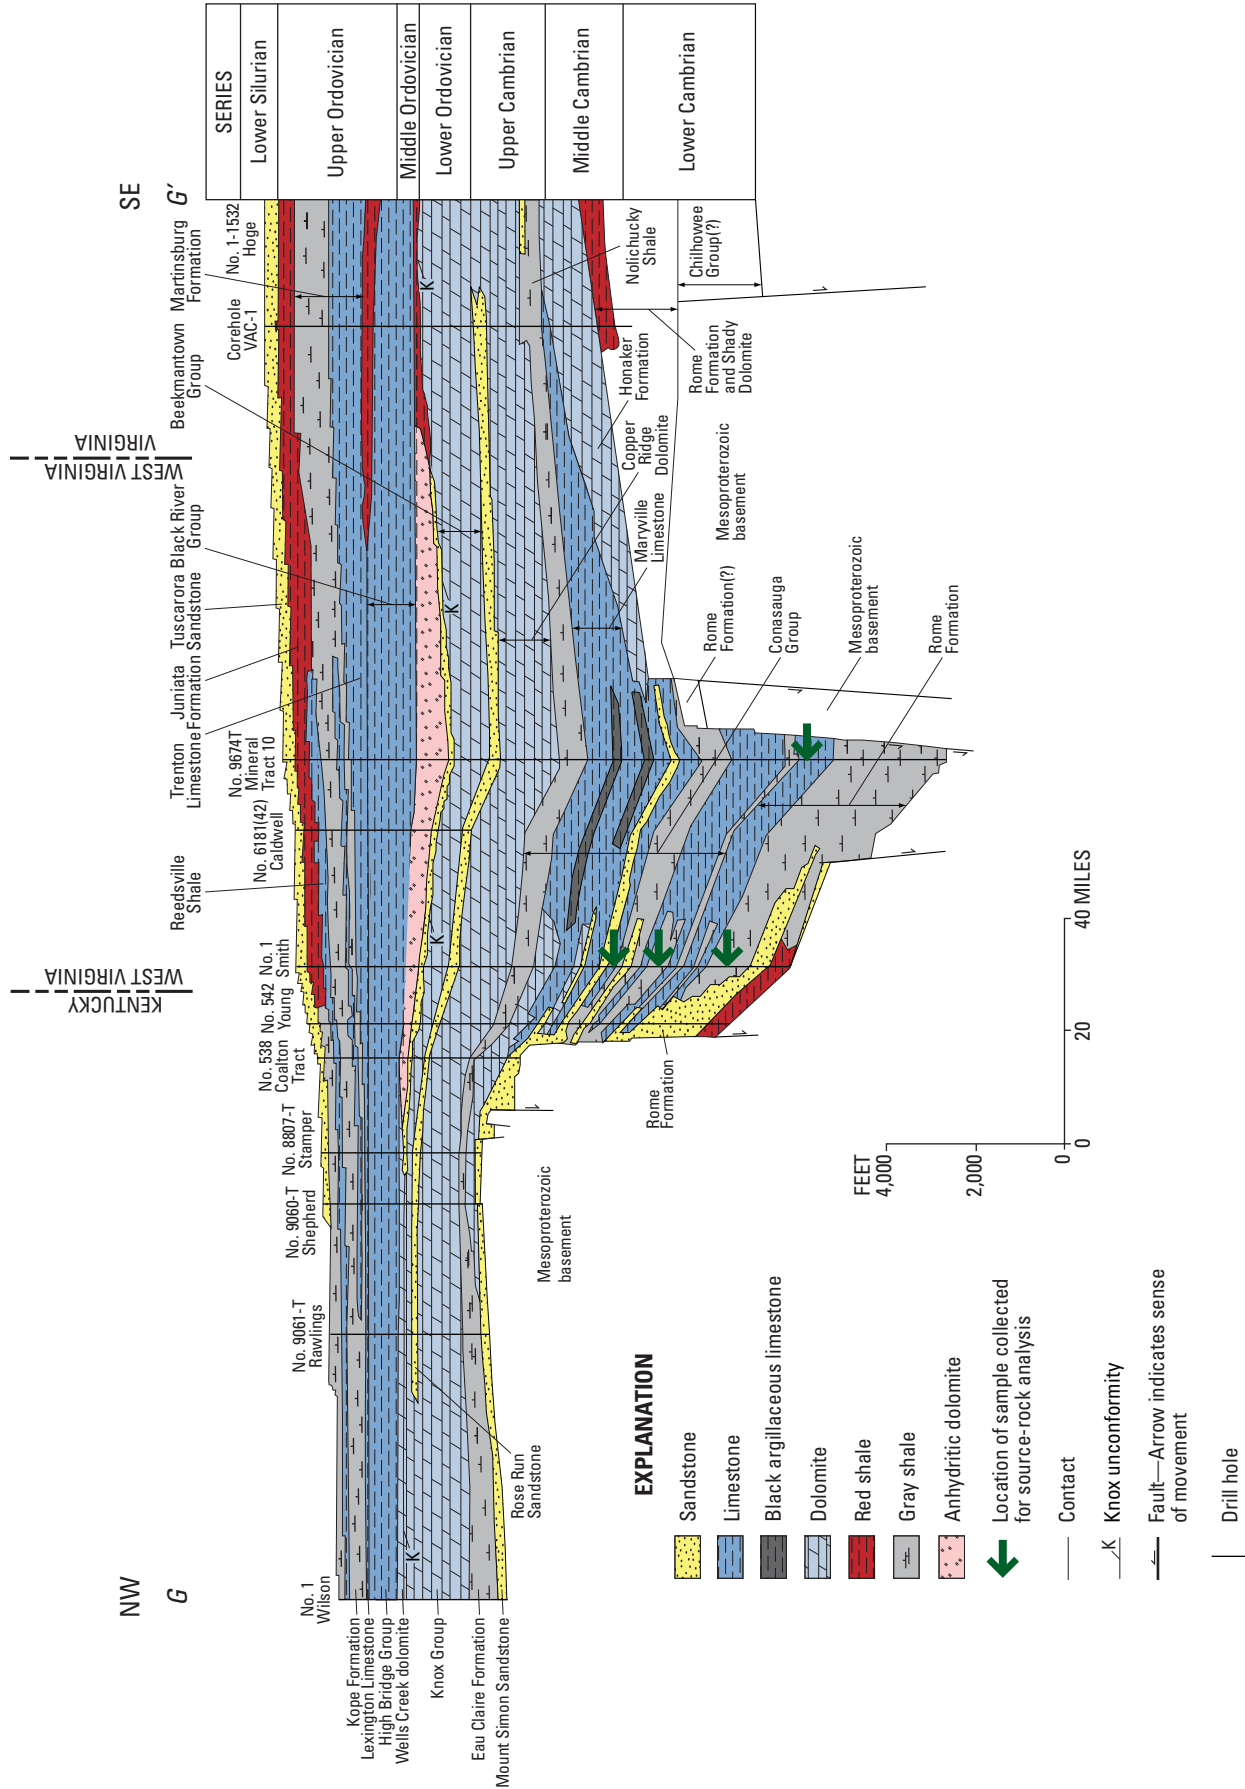 NW
G
SE
G′
KENTUCKY
WEST VIRGINIA
WEST VIRGINIA
VIRGINIA
No. 1
Wilson
No. 9061-T
Rawlings
No. 9060-T
Shepherd
No. 8807-T
Stamper
No. 538
Coalton
Tract
No. 542
Young
No. 1
Smith
No. 6181(42)
Caldwell
No. 9674T
Mineral
Tract 10
Corehole
VAC-1
No. 1-1532
Hoge
Reedsville
Shale
Trenton
Limestone
Juniata
Formation
Tuscarora
Sandstone
Black River
Group
Beekmantown
Group
Martinsburg
Formation
SERIES
Lower Silurian
Upper Ordovician
Middle Ordovician
Lower Ordovician
Upper Cambrian
Middle Cambrian
Lower Cambrian
Kope Formation
Lexington Limestone
High Bridge Group
Wells Creek dolomite
Knox Group
Eau Claire Formation
Mount Simon Sandstone
K
K
K
K
Rose Run
Sandstone
Mesoproterozoic
basement
Rome
Formation
Maryville
Limestone
Copper
Ridge
Dolomite
Honaker
Formation
Nolichucky
Shale
Rome
Formation
and Shady
Dolomite
Chilhowee
Group(?)
Mesoproterozoic
basement
Rome
Formation(?)
Conasauga
Group
Mesoproterozoic
basement
Rome
Formation
FEET
4,000
2,000
0
0
20
40 MILES
EXPLANATION
Sandstone
Limestone
Black argillaceous limestone
Dolomite
Red shale
Gray shale
Anhydritic dolomite
Location of sample collected
for source-rock analysis
Contact
K
Knox unconformity
Fault—Arrow indicates sense
of movement
Drill hole